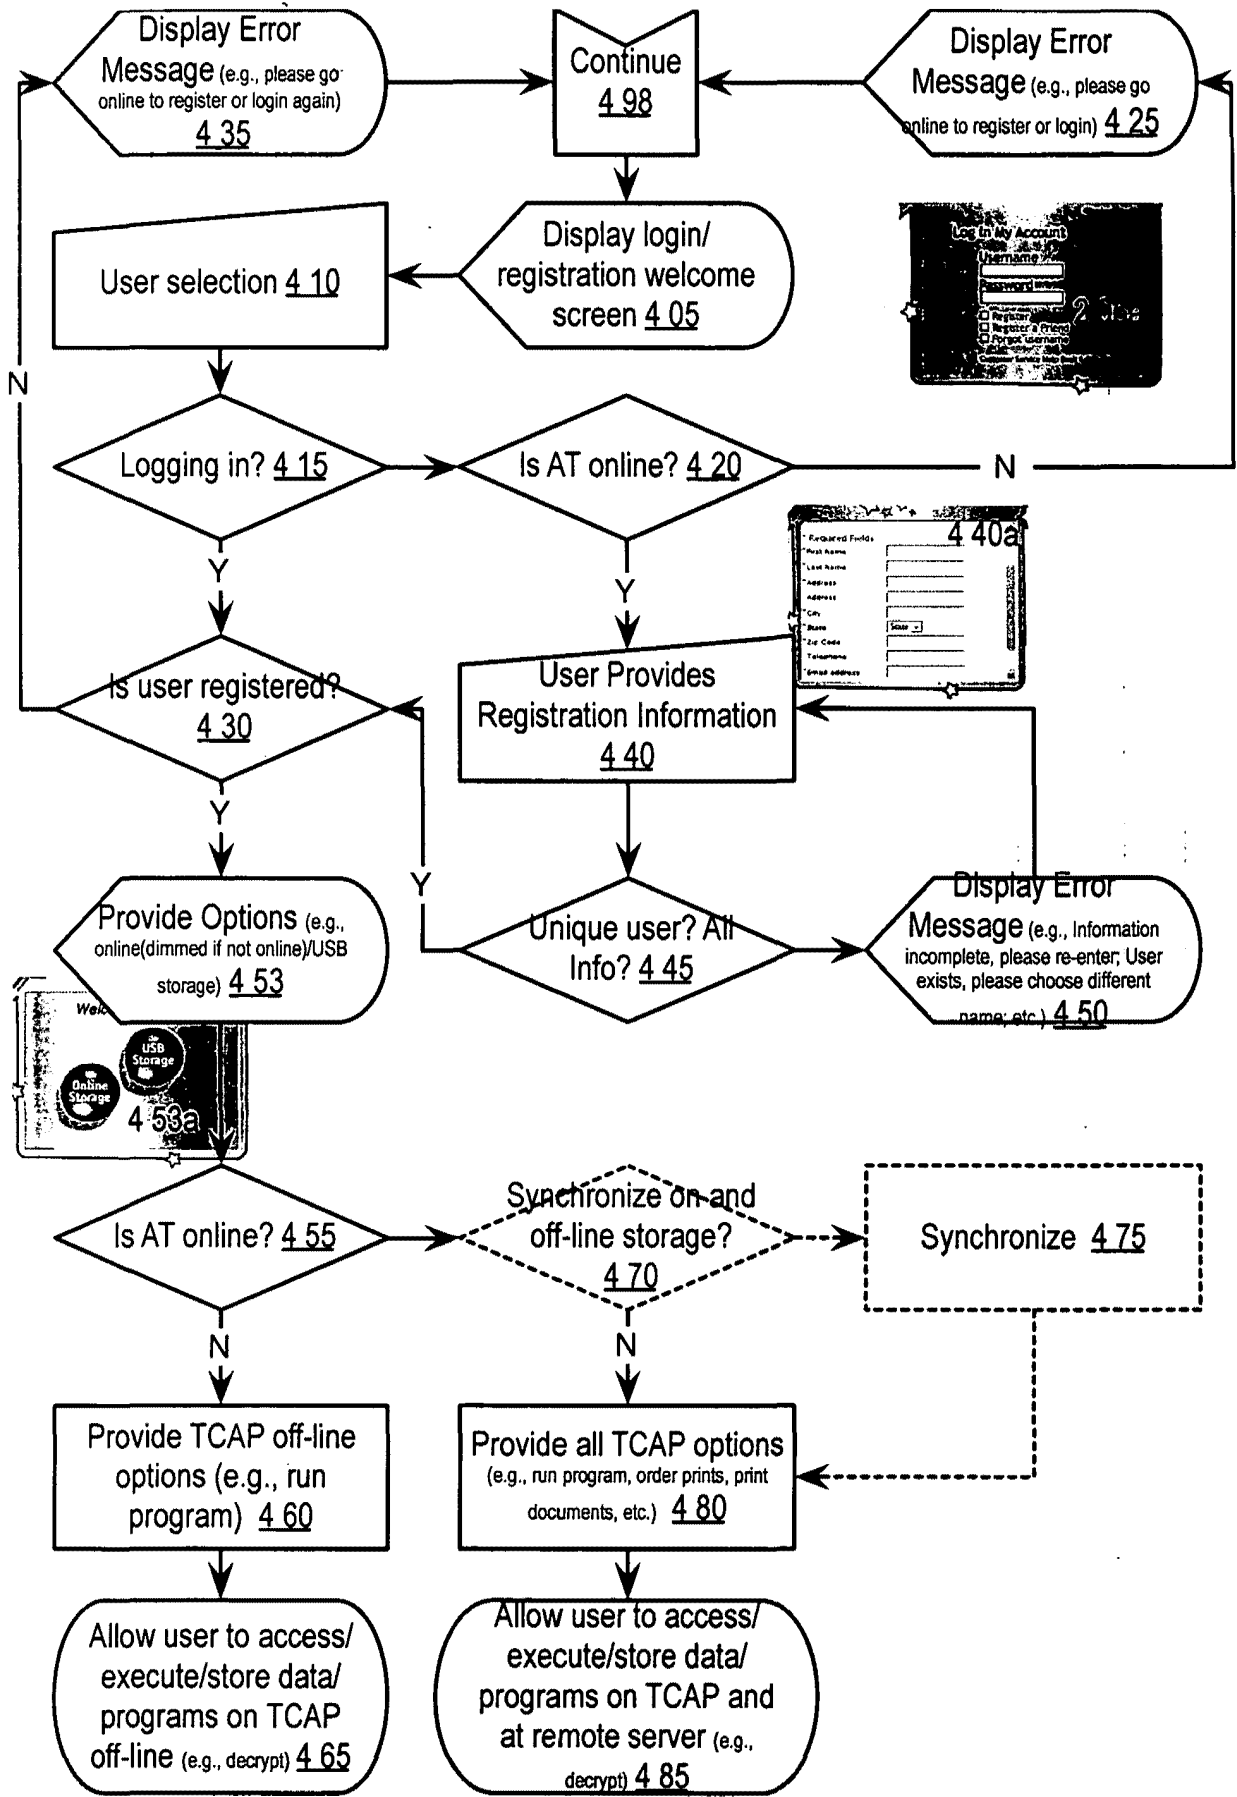 Display Error
Message (e.g., please go
online to register or login again)
4 35
Continue
4 98
Display Error
Message (e.g., please go
online to register or login) 4 25
User selection 4 10
Display login/
registration welcome
screen 4 05
Log In My Account
Username
Password
Register
Register a Friend
Forgot username
N
Logging in? 4 15
Is AT online? 4 20
N
Y
Y
4 40a
* Required Fields
* First Name
* Last Name
* Address
Address
* City
* State
State
* Zip Code
Telephone
* Email address
Is user registered?
4 30
User Provides
Registration Information
4 40
Y
Y
Provide Options (e.g.,
online(dimmed if not online)/USB
storage) 4 53
Unique user? All
Info? 4 45
Display Error
Message (e.g., Information
incomplete, please re-enter; User
exists, please choose different
name; etc.) 4 50
USB
Storage
Online
Storage
4 53a
Is AT online? 4 55
Synchronize on and
off-line storage?
4 70
Synchronize 4 75
N
N
Provide TCAP off-line
options (e.g., run
program) 4 60
Provide all TCAP options
(e.g., run program, order prints, print
documents, etc.) 4 80
Allow user to access/
execute/store data/
programs on TCAP
off-line (e.g., decrypt) 4 65
Allow user to access/
execute/store data/
programs on TCAP and
at remote server (e.g.,
decrypt) 4 85